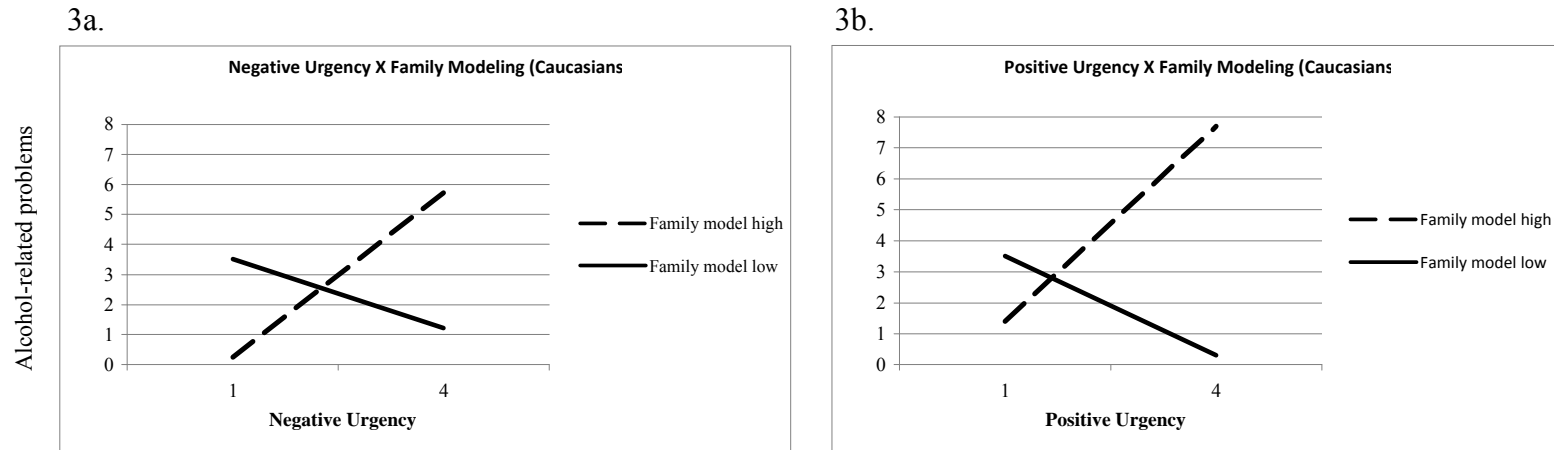 3a.
Negative Urgency X Family Modeling (Caucasians
Alcohol-related problems
8
7
6
5
4
3
2
1
0
1 4
Negative Urgency
Family model high
Family model low
3b.
Positive Urgency X Family Modeling (Caucasians
8
7
6
5
4
3
2
1
0
1 4
Positive Urgency
Family model high
Family model low